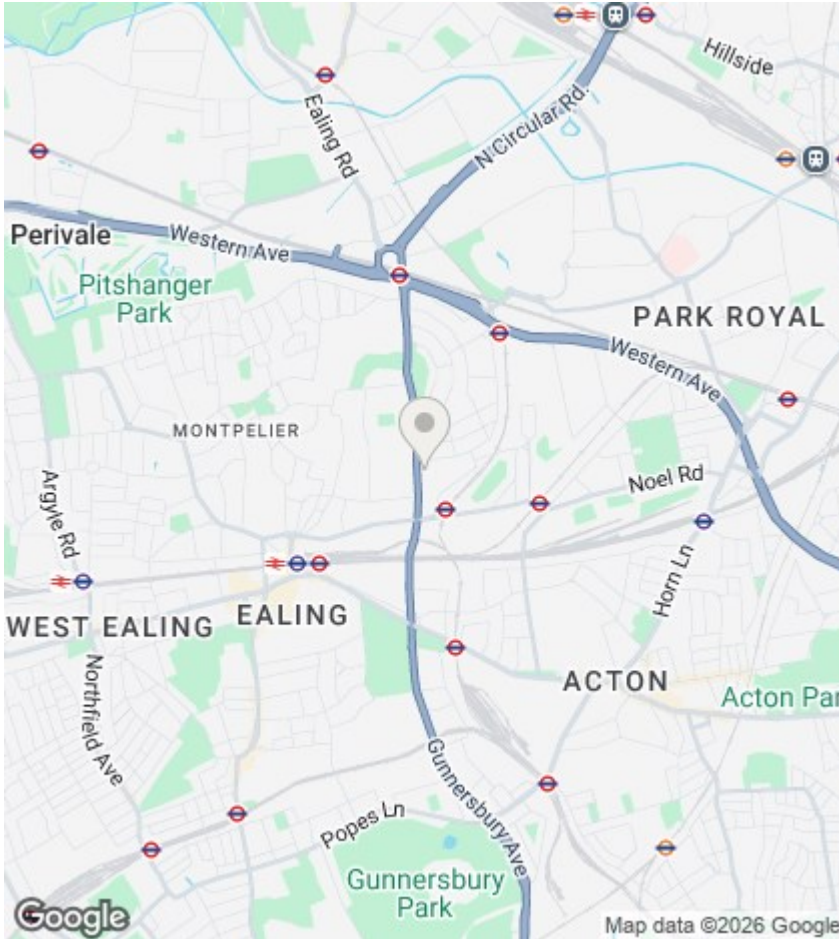 Hillside
N Circular Rd.
Ealing Rd
Perivale
Western Ave
Pitshanger
Park
PARK ROYAL
Western Ave
MONTPELIER
Argyle Rd
Noel Rd
Horn Ln
WEST EALING
EALING
ACTON
Acton Par
Northfield Ave
Gunnersbury Ave
Popes Ln
Gunnersbury
Park
Google
Map data ©2026 Google